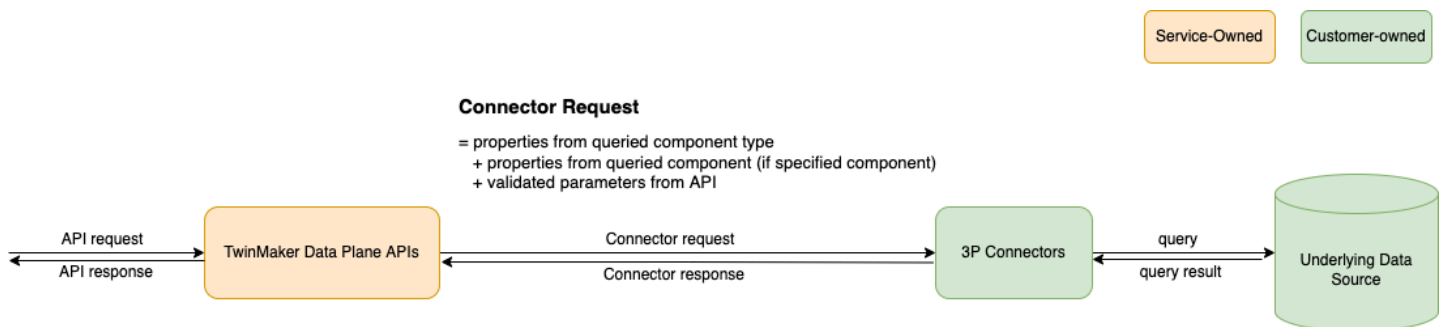 Service-Owned
Customer-owned
Connector Request
= properties from queried component type
+ properties from queried component (if specified component)
+ validated parameters from API
API request
API response
TwinMaker Data Plane APIs
Connector request
Connector response
3P Connectors
query
query result
Underlying Data
Source